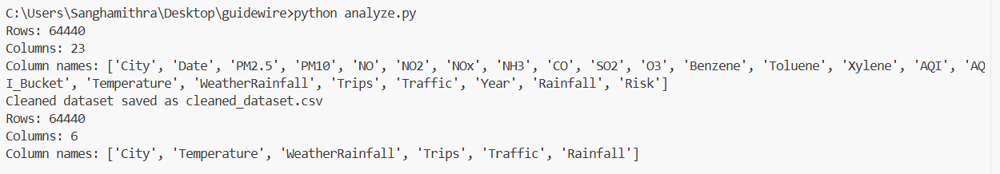 C:\Users\Sanghamithra\Desktop\guidewire>python analyze.py
Rows: 64440
Columns: 23
Column names: ['City', 'Date', 'PM2.5', 'PM10', 'NO', 'NO2', 'NOx', 'NH3', 'CO', 'SO2', 'O3', 'Benzene', 'Toluene', 'Xylene', 'AQI', 'AQ
I_Bucket', 'Temperature', 'WeatherRainfall', 'Trips', 'Traffic', 'Year', 'Rainfall', 'Risk']
Cleaned dataset saved as cleaned_dataset.csv
Rows: 64440
Columns: 6
Column names: ['City', 'Temperature', 'WeatherRainfall', 'Trips', 'Traffic', 'Rainfall']